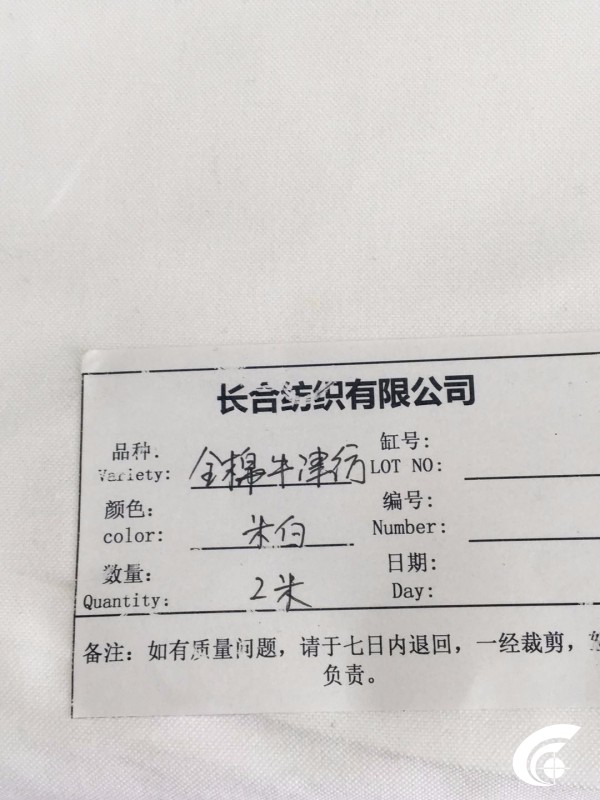 长合纺织有限公司
品种:
Variety: 全棉牛津纺
缸号:
LOT NO:
颜色:
color: 米白
编号:
Number:
数量:
Quantity: 2米
日期:
Day:
备注: 如有质量问题, 请于七日内退回, 一经裁剪,
负责。